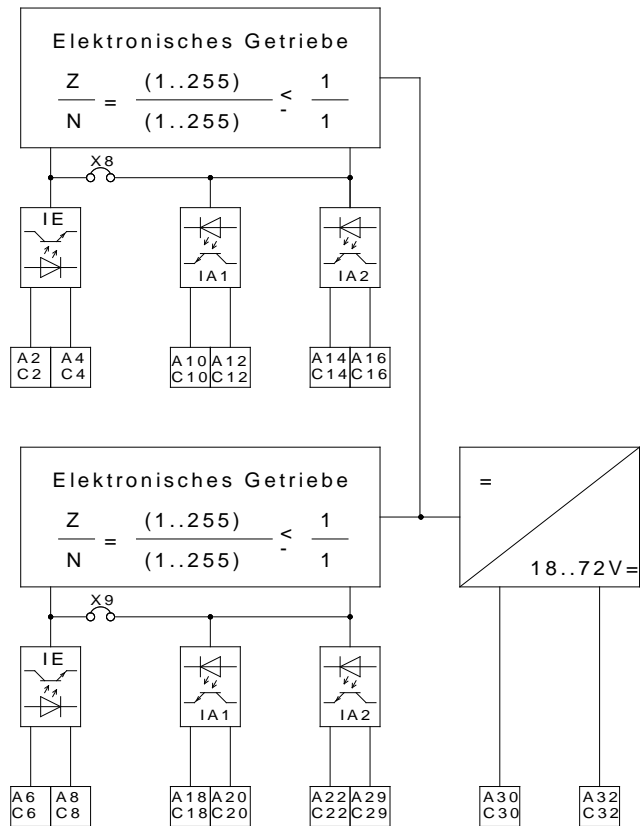 Elektronisches Getriebe
Z (1..255) 1
= ≤
N (1..255) 1
X8
IE
IA1
IA2
A2 A4 A10 A12 A14 A16
C2 C4 C10 C12 C14 C16
Elektronisches Getriebe
Z (1..255) 1
= ≤
N (1..255) 1
=
18..72V=
X9
IE
IA1
IA2
A6 A8 A18 A20 A22 A29 A30 A32
C6 C8 C18 C20 C22 C29 C30 C32